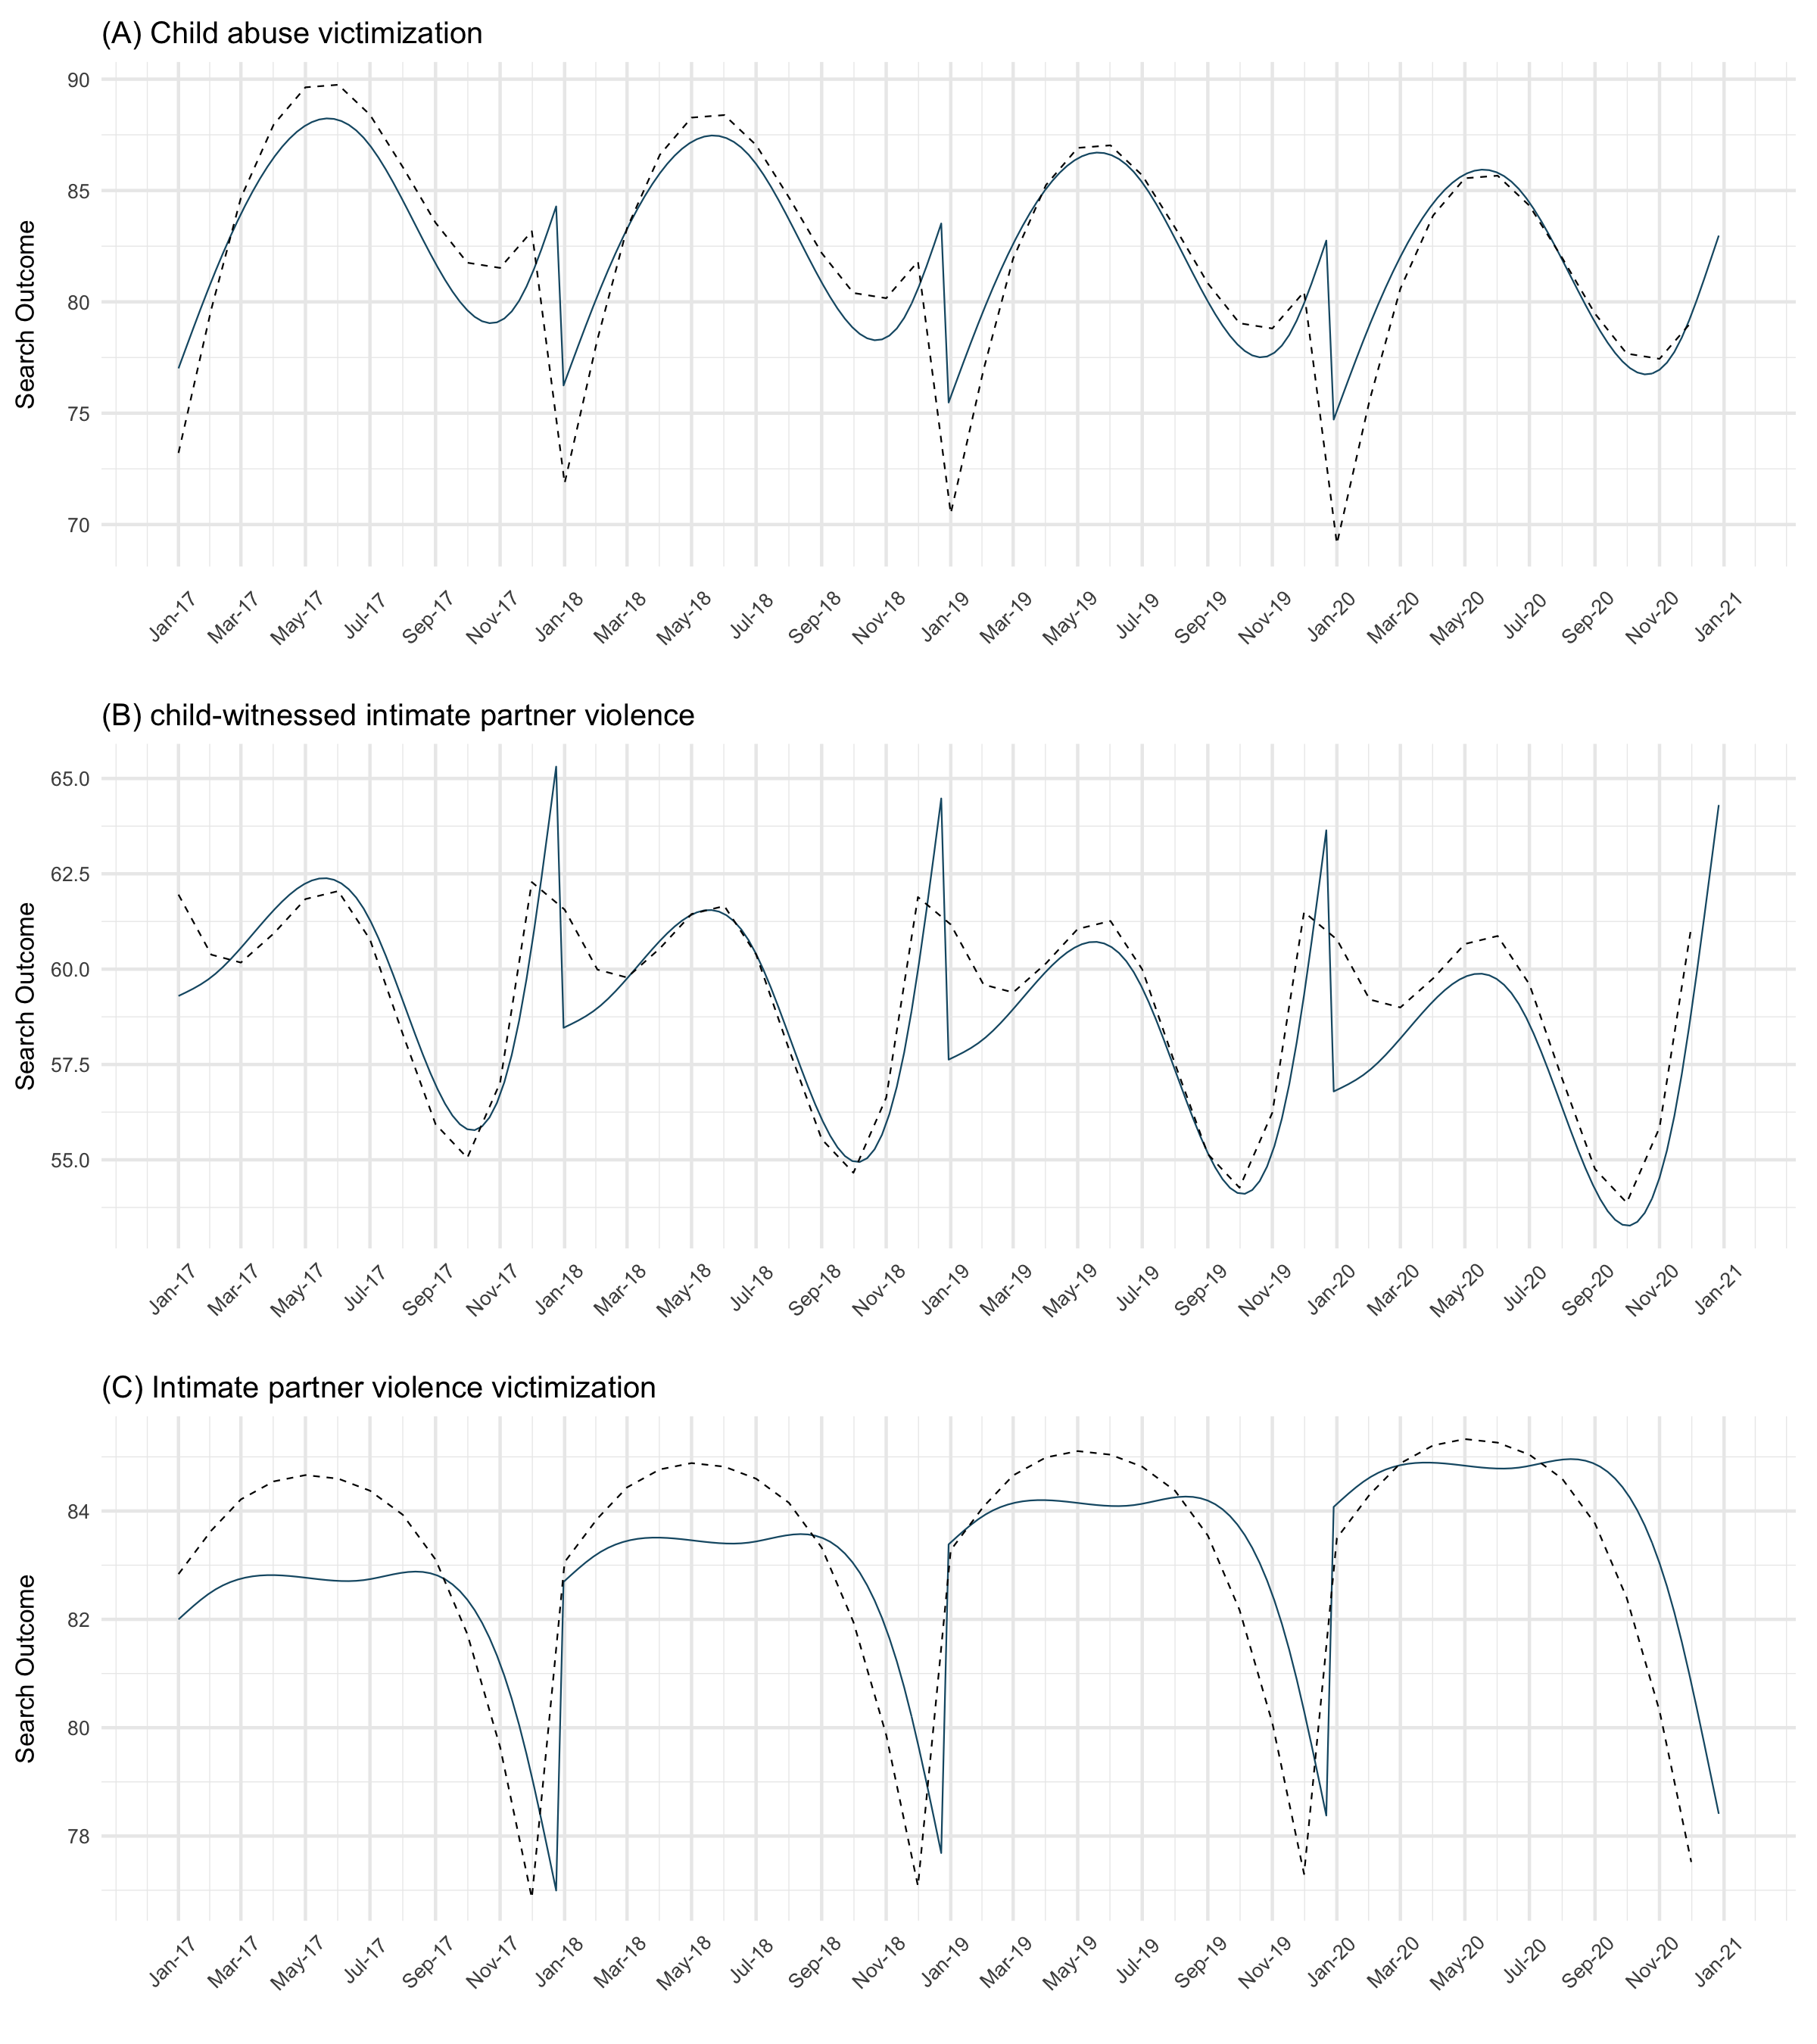 (A) Child abuse victimization
Search Outcome
90
85
80
75
70
Jan-17 Mar-17 May-17 Jul-17 Sep-17 Nov-17 Jan-18 Mar-18 May-18 Jul-18 Sep-18 Nov-18 Jan-19 Mar-19 May-19 Jul-19 Sep-19 Nov-19 Jan-20 Mar-20 May-20 Jul-20 Sep-20 Nov-20 Jan-21
(B) child-witnessed intimate partner violence
Search Outcome
65.0
62.5
60.0
57.5
55.0
Jan-17 Mar-17 May-17 Jul-17 Sep-17 Nov-17 Jan-18 Mar-18 May-18 Jul-18 Sep-18 Nov-18 Jan-19 Mar-19 May-19 Jul-19 Sep-19 Nov-19 Jan-20 Mar-20 May-20 Jul-20 Sep-20 Nov-20 Jan-21
(C) Intimate partner violence victimization
Search Outcome
84
82
80
78
Jan-17 Mar-17 May-17 Jul-17 Sep-17 Nov-17 Jan-18 Mar-18 May-18 Jul-18 Sep-18 Nov-18 Jan-19 Mar-19 May-19 Jul-19 Sep-19 Nov-19 Jan-20 Mar-20 May-20 Jul-20 Sep-20 Nov-20 Jan-21